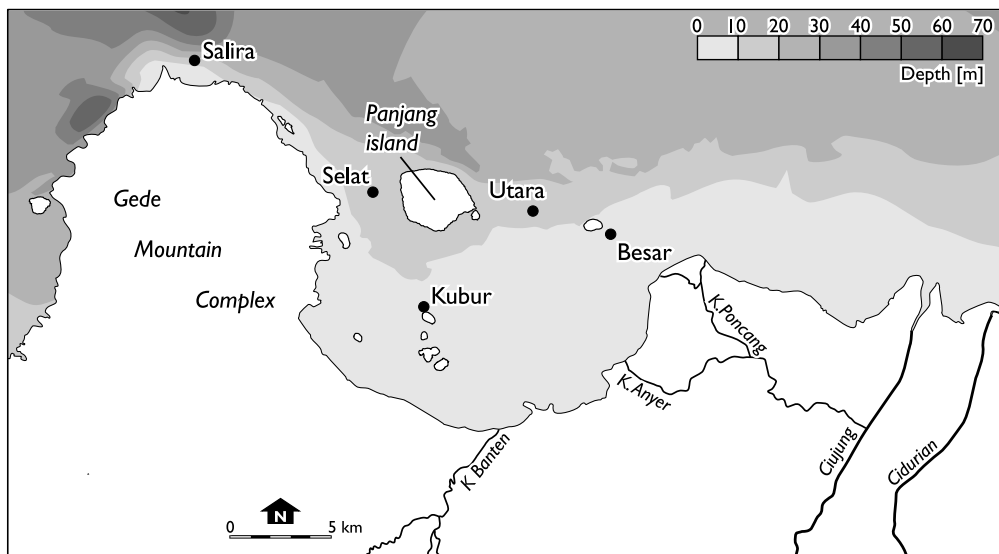 0 10 20 30 40 50 60 70
Depth [m]
Salira
Panjang
island
Selat
Utara
Gede
Besar
Mountain
Complex
Kubur
K.Poncang
K.Anyer
K.Banten
Ciujung
Cidurian
N
0 5 km